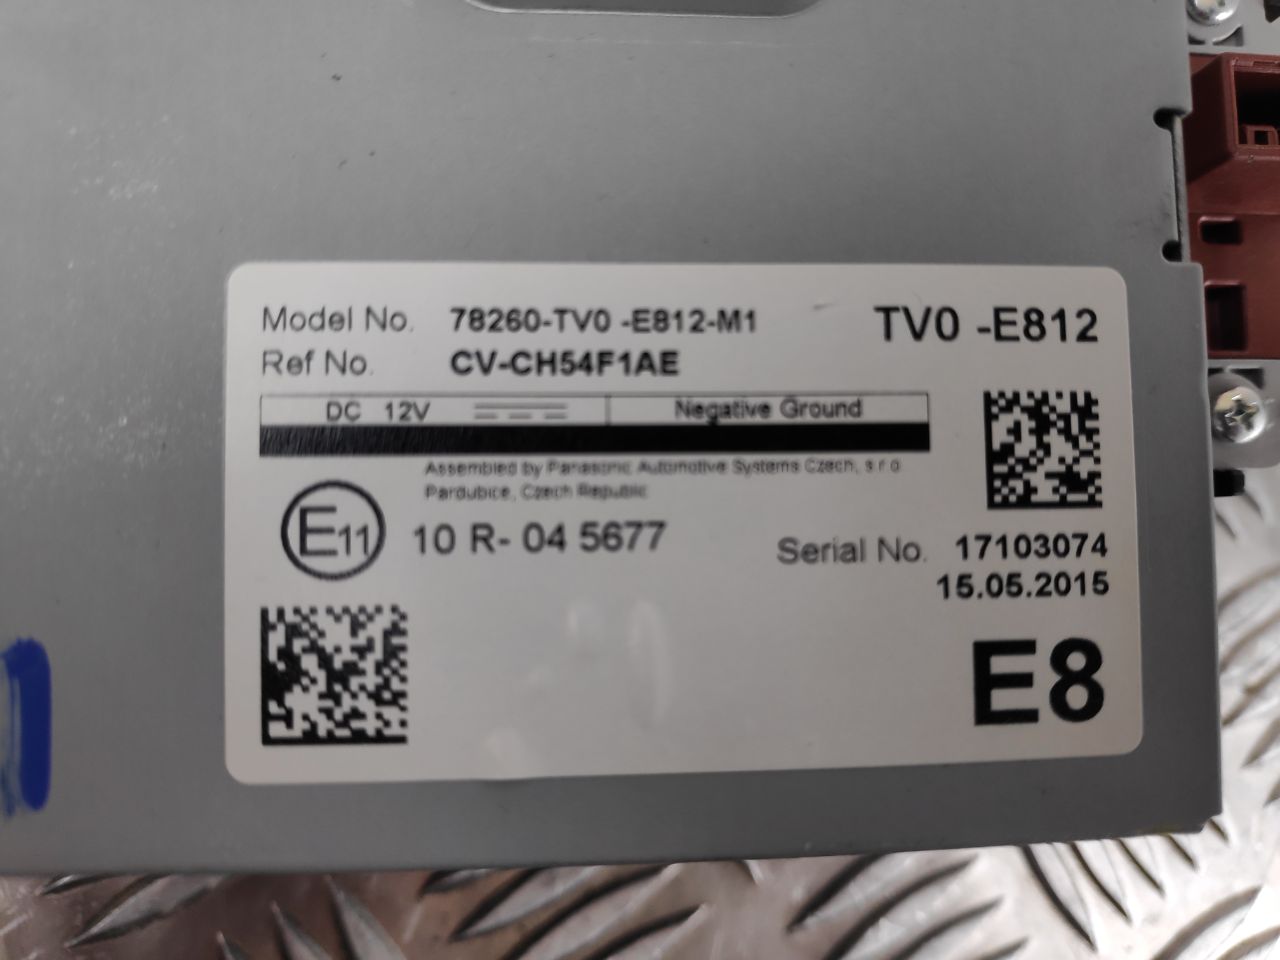 Model No. 78260-TV0 -E812-M1
TV0 -E812
Ref No. CV-CH54F1AE
DC 12V
Negative Ground
Assembled by Panasonic Automotive Systems Czech, s.r.o
Pardubice, Czech Republic
E11 10 R- 04 5677
Serial No. 17103074
15.05.2015
E8